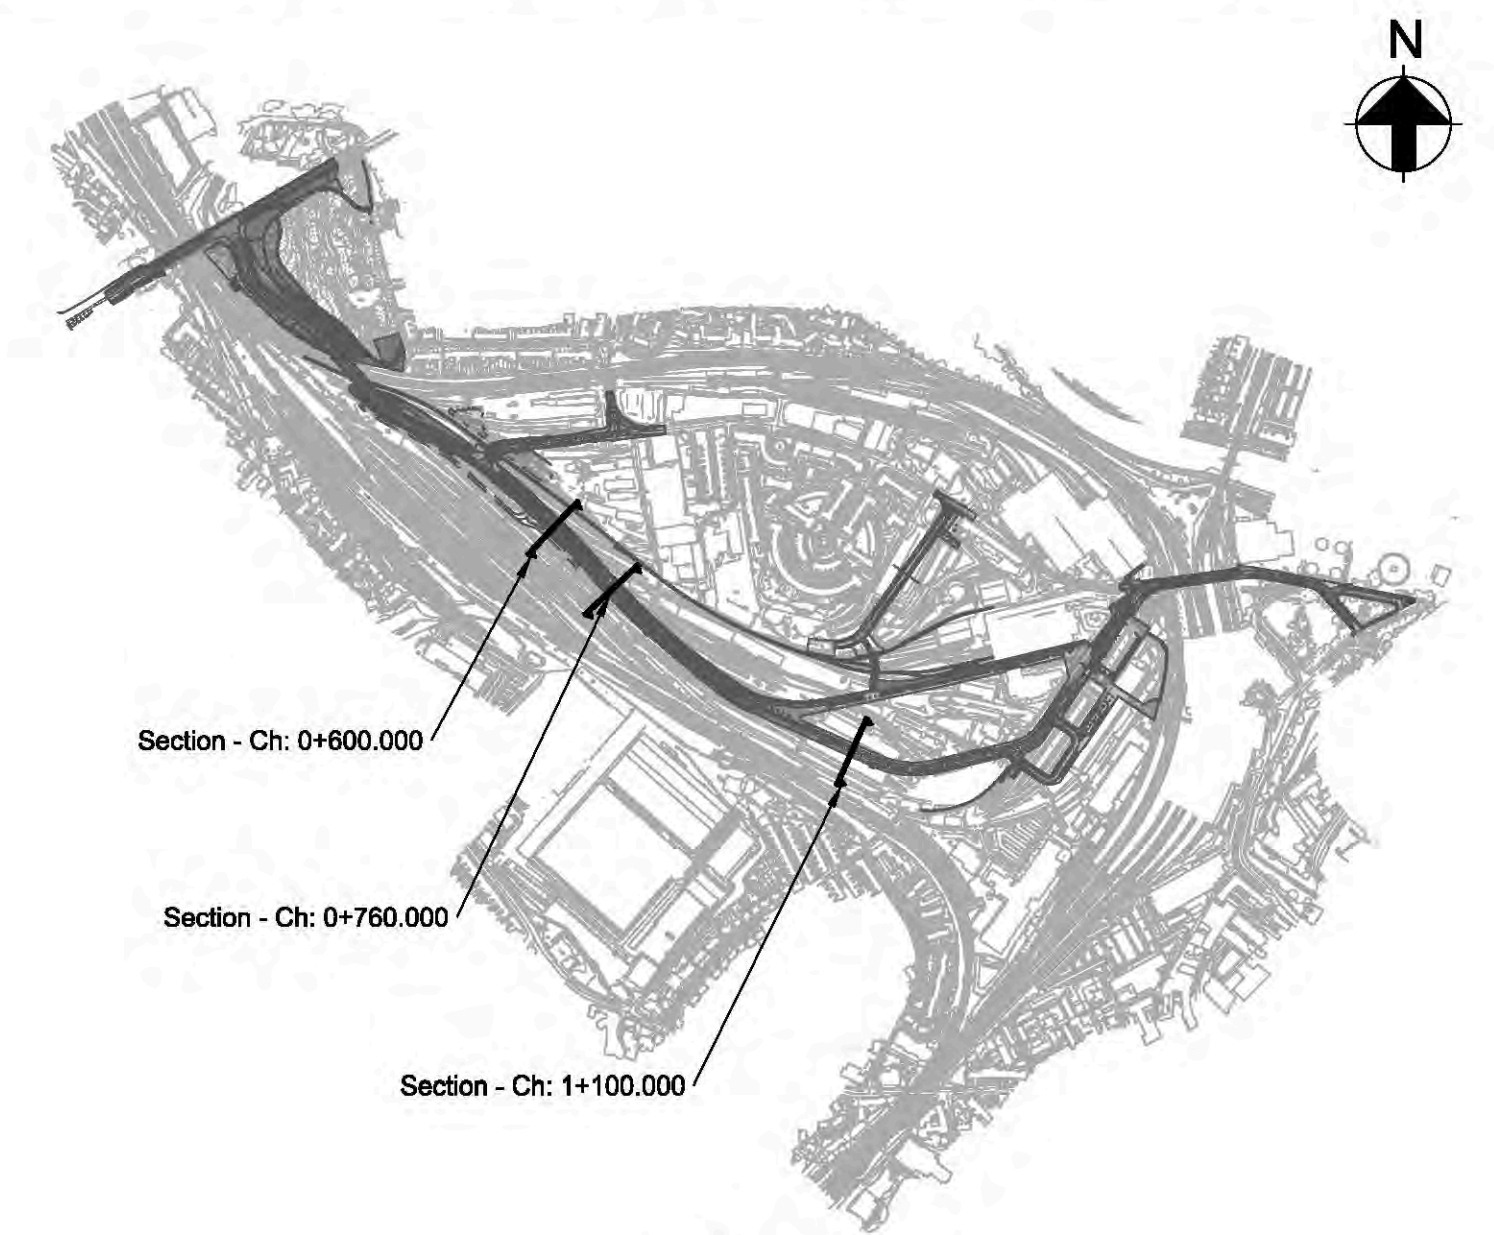 N
Section - Ch: 0+600.000
Section - Ch: 0+760.000
Section - Ch: 1+100.000